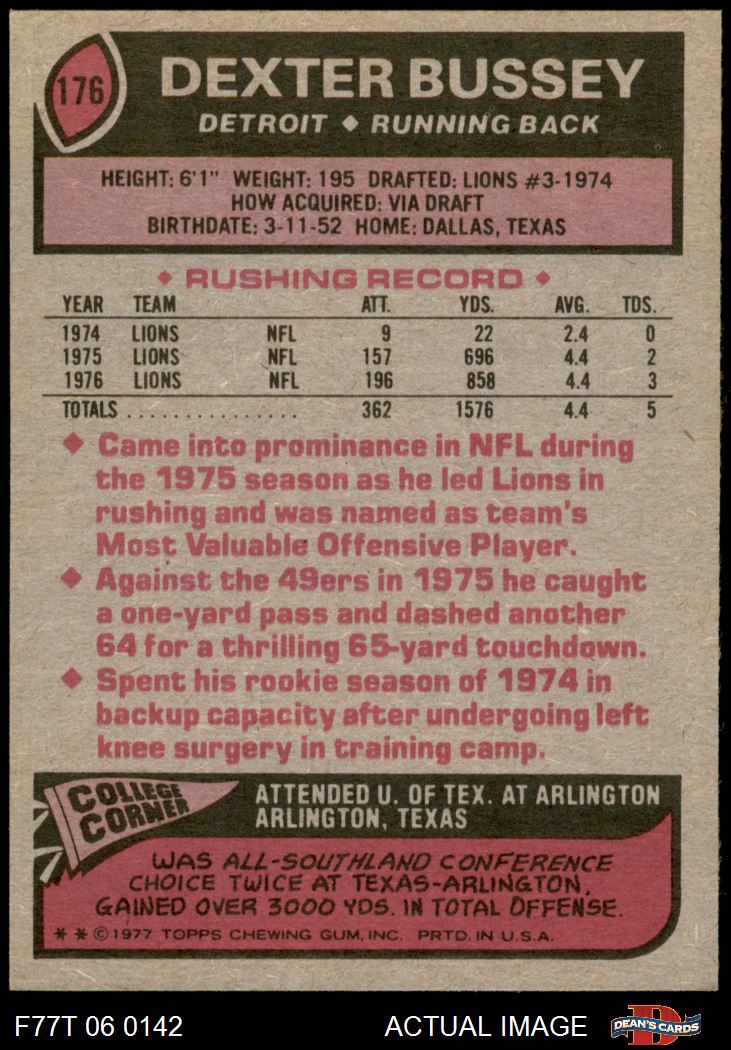 176
DEXTER BUSSEY
DETROIT ◆ RUNNING BACK
HEIGHT: 6'1" WEIGHT: 195 DRAFTED: LIONS #3-1974
HOW ACQUIRED: VIA DRAFT
BIRTHDATE: 3-11-52 HOME: DALLAS, TEXAS
◆ RUSHING RECORD ◆
YEAR TEAM ATT. YDS. AVG. TDS.
1974 LIONS NFL 9 22 2.4 0
1975 LIONS NFL 157 696 4.4 2
1976 LIONS NFL 196 858 4.4 3
TOTALS ................ 362 1576 4.4 5
◆ Came into prominance in NFL during
the 1975 season as he led Lions in
rushing and was named as team's
Most Valuable Offensive Player.
◆ Against the 49ers in 1975 he caught
a one-yard pass and dashed another
64 for a thrilling 65-yard touchdown.
◆ Spent his rookie season of 1974 in
backup capacity after undergoing left
knee surgery in training camp.
COLLEGE
CORNER
ATTENDED U. OF TEX. AT ARLINGTON
ARLINGTON, TEXAS
WAS ALL-SOUTHLAND CONFERENCE
CHOICE TWICE AT TEXAS-ARLINGTON.
GAINED OVER 3000 YDS. IN TOTAL OFFENSE.
* * © 1977 TOPPS CHEWING GUM, INC. PRTD. IN U.S.A.
F77T 06 0142 ACTUAL IMAGE
D
DEAN'S CARDS